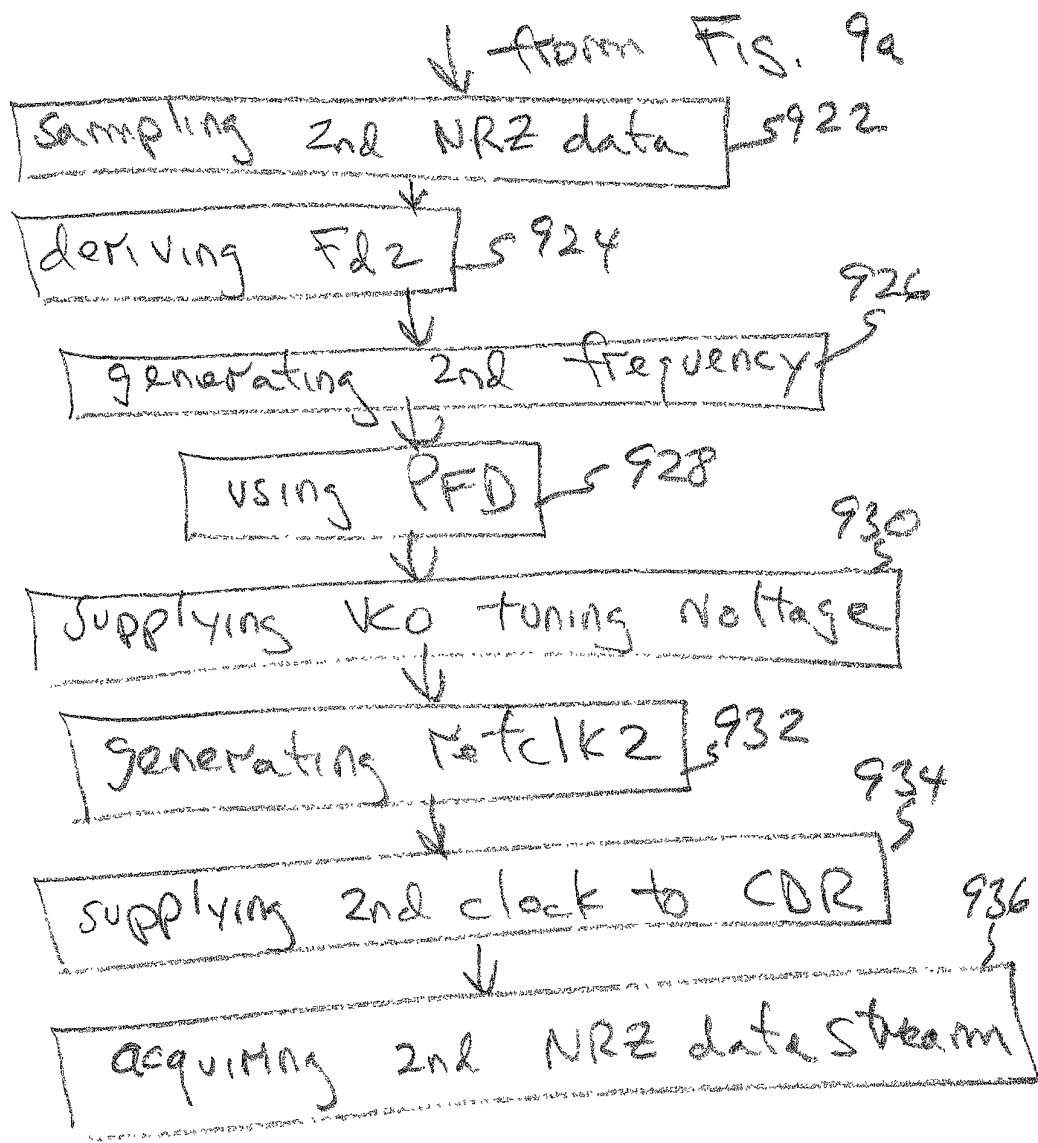 from Fig. 9a
sampling 2nd NRZ data 922
deriving Fd2 924
926
generating 2nd frequency
using PFD 928
930
supplying VCO tuning voltage
generating refclk2 932
934
supplying 2nd clock to CDR
936
acquiring 2nd NRZ data stream